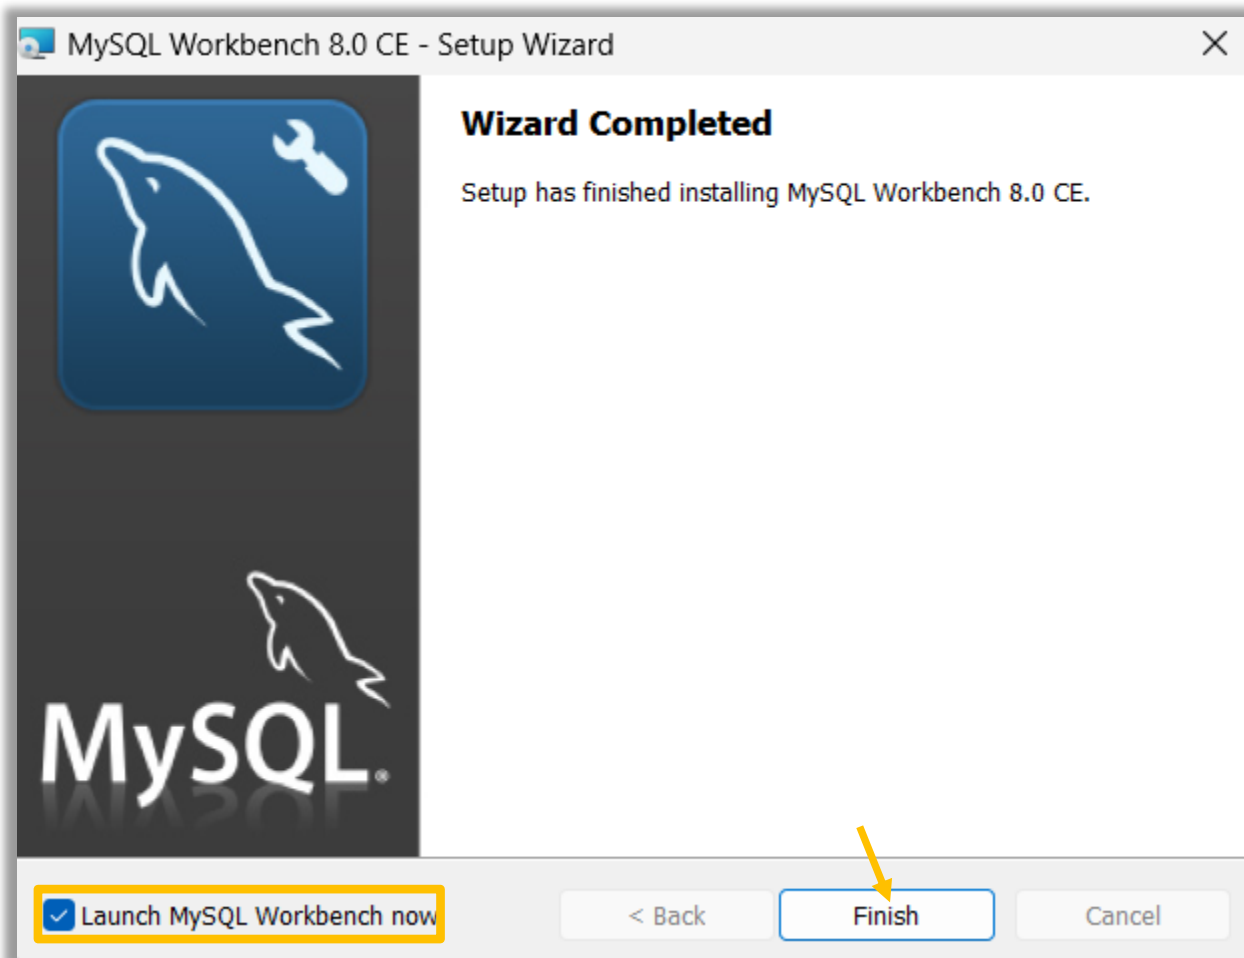 MySQL Workbench 8.0 CE - Setup Wizard
Wizard Completed
Setup has finished installing MySQL Workbench 8.0 CE.
MySQL®
Launch MySQL Workbench now
< Back
Finish
Cancel